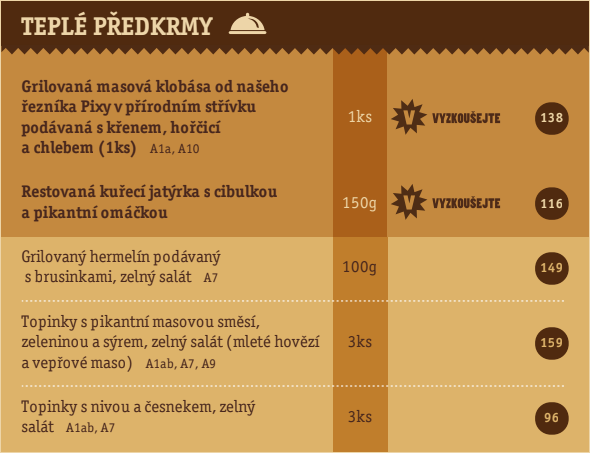 TEPLÉ PŘEDKRMY
Grilovaná masová klobása od našeho
řezníka Pixy v přírodním střívku
podávaná s křenem, hořčicí
a chlebem (1ks) A1a, A10
1ks
V VYZKOUŠEJTE
138
Restovaná kuřecí jatýrka s cibulkou
a pikantní omáčkou
150g
V VYZKOUŠEJTE
116
Grilovaný hermelín podávaný
s brusinkami, zelný salát A7
100g
149
Topinky s pikantní masovou směsí,
zeleninou a sýrem, zelný salát (mleté hovězí
a vepřové maso) A1ab, A7, A9
3ks
159
Topinky s nivou a česnekem, zelný
salát A1ab, A7
3ks
96